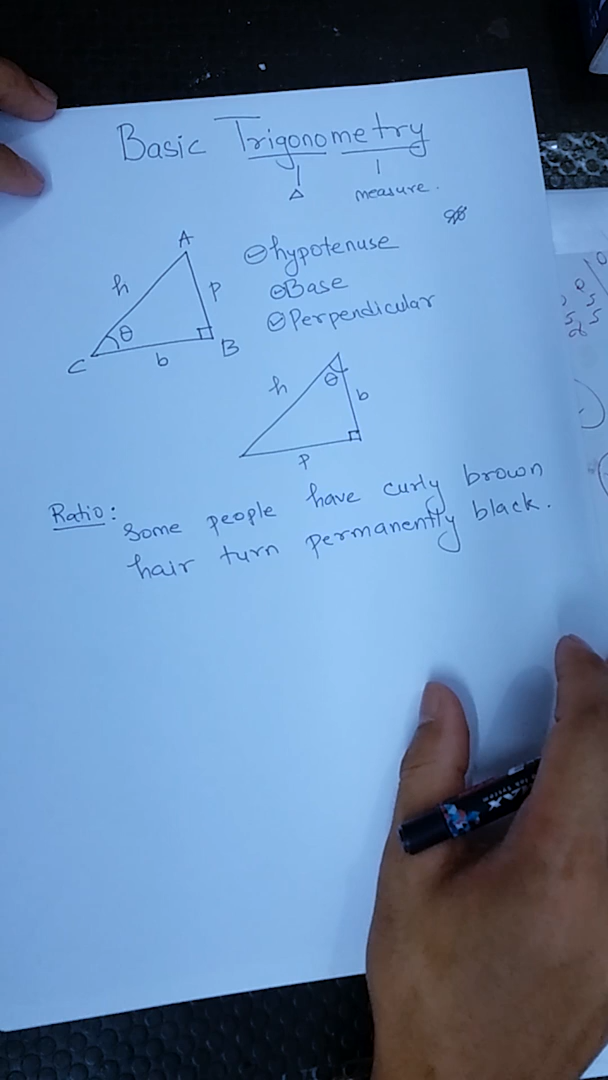 Basic Trigonometry
△ measure.
A
h
p
θ
C
b
B
hypotenuse
Base
Perpendicular
h
θ
b
p
Ratio:
some people have curly brown
hair turn permanently black.